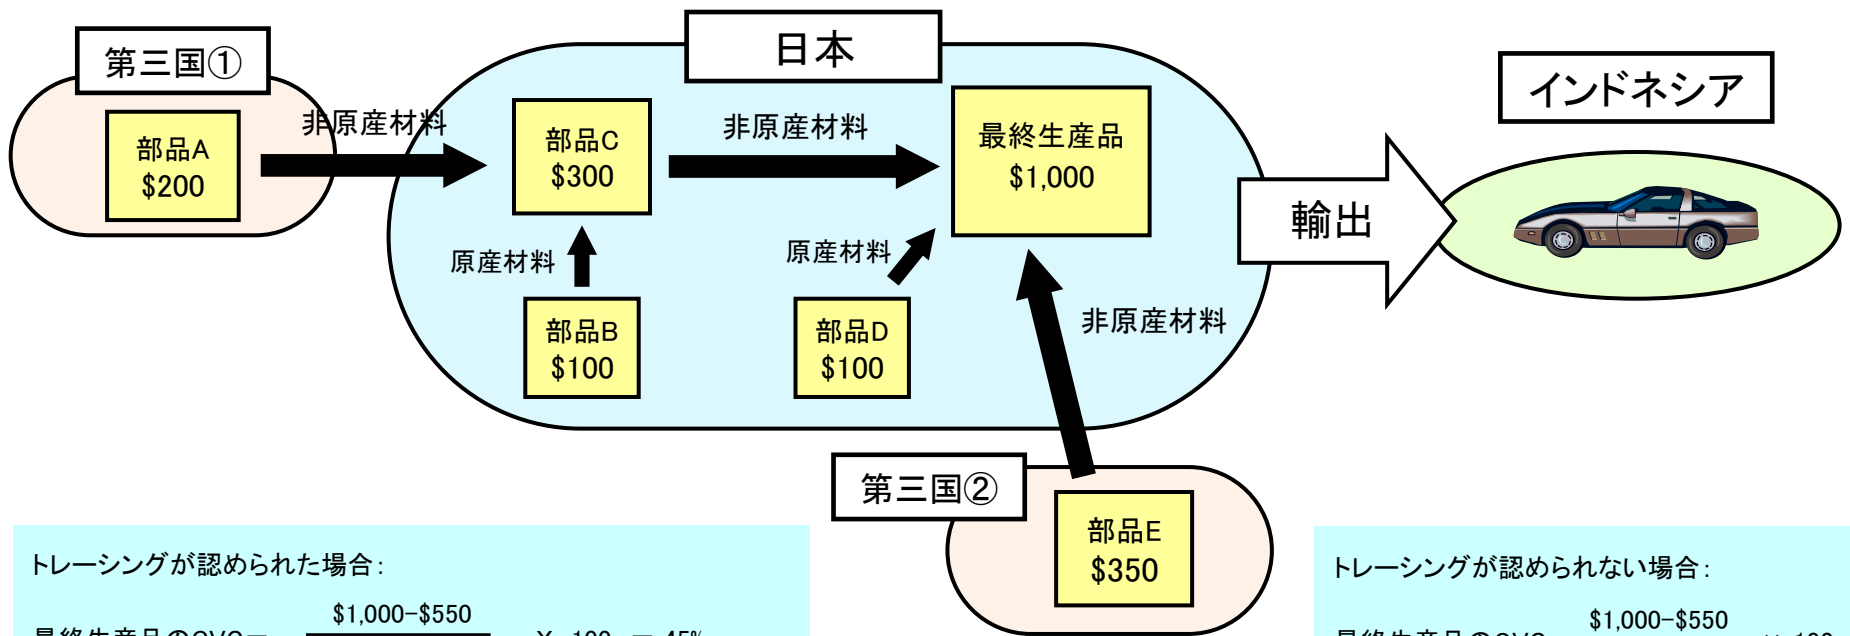 第三国①
日本
インドネシア
部品A
$200
非原産材料
部品C
$300
非原産材料
最終生産品
$1,000
輸出
原産材料
原産材料
部品B
$100
部品D
$100
非原産材料
第三国②
部品E
$350
トレーシングが認められた場合:
$1,000-$550
トレーシングが認められない場合:
$1,000-$550